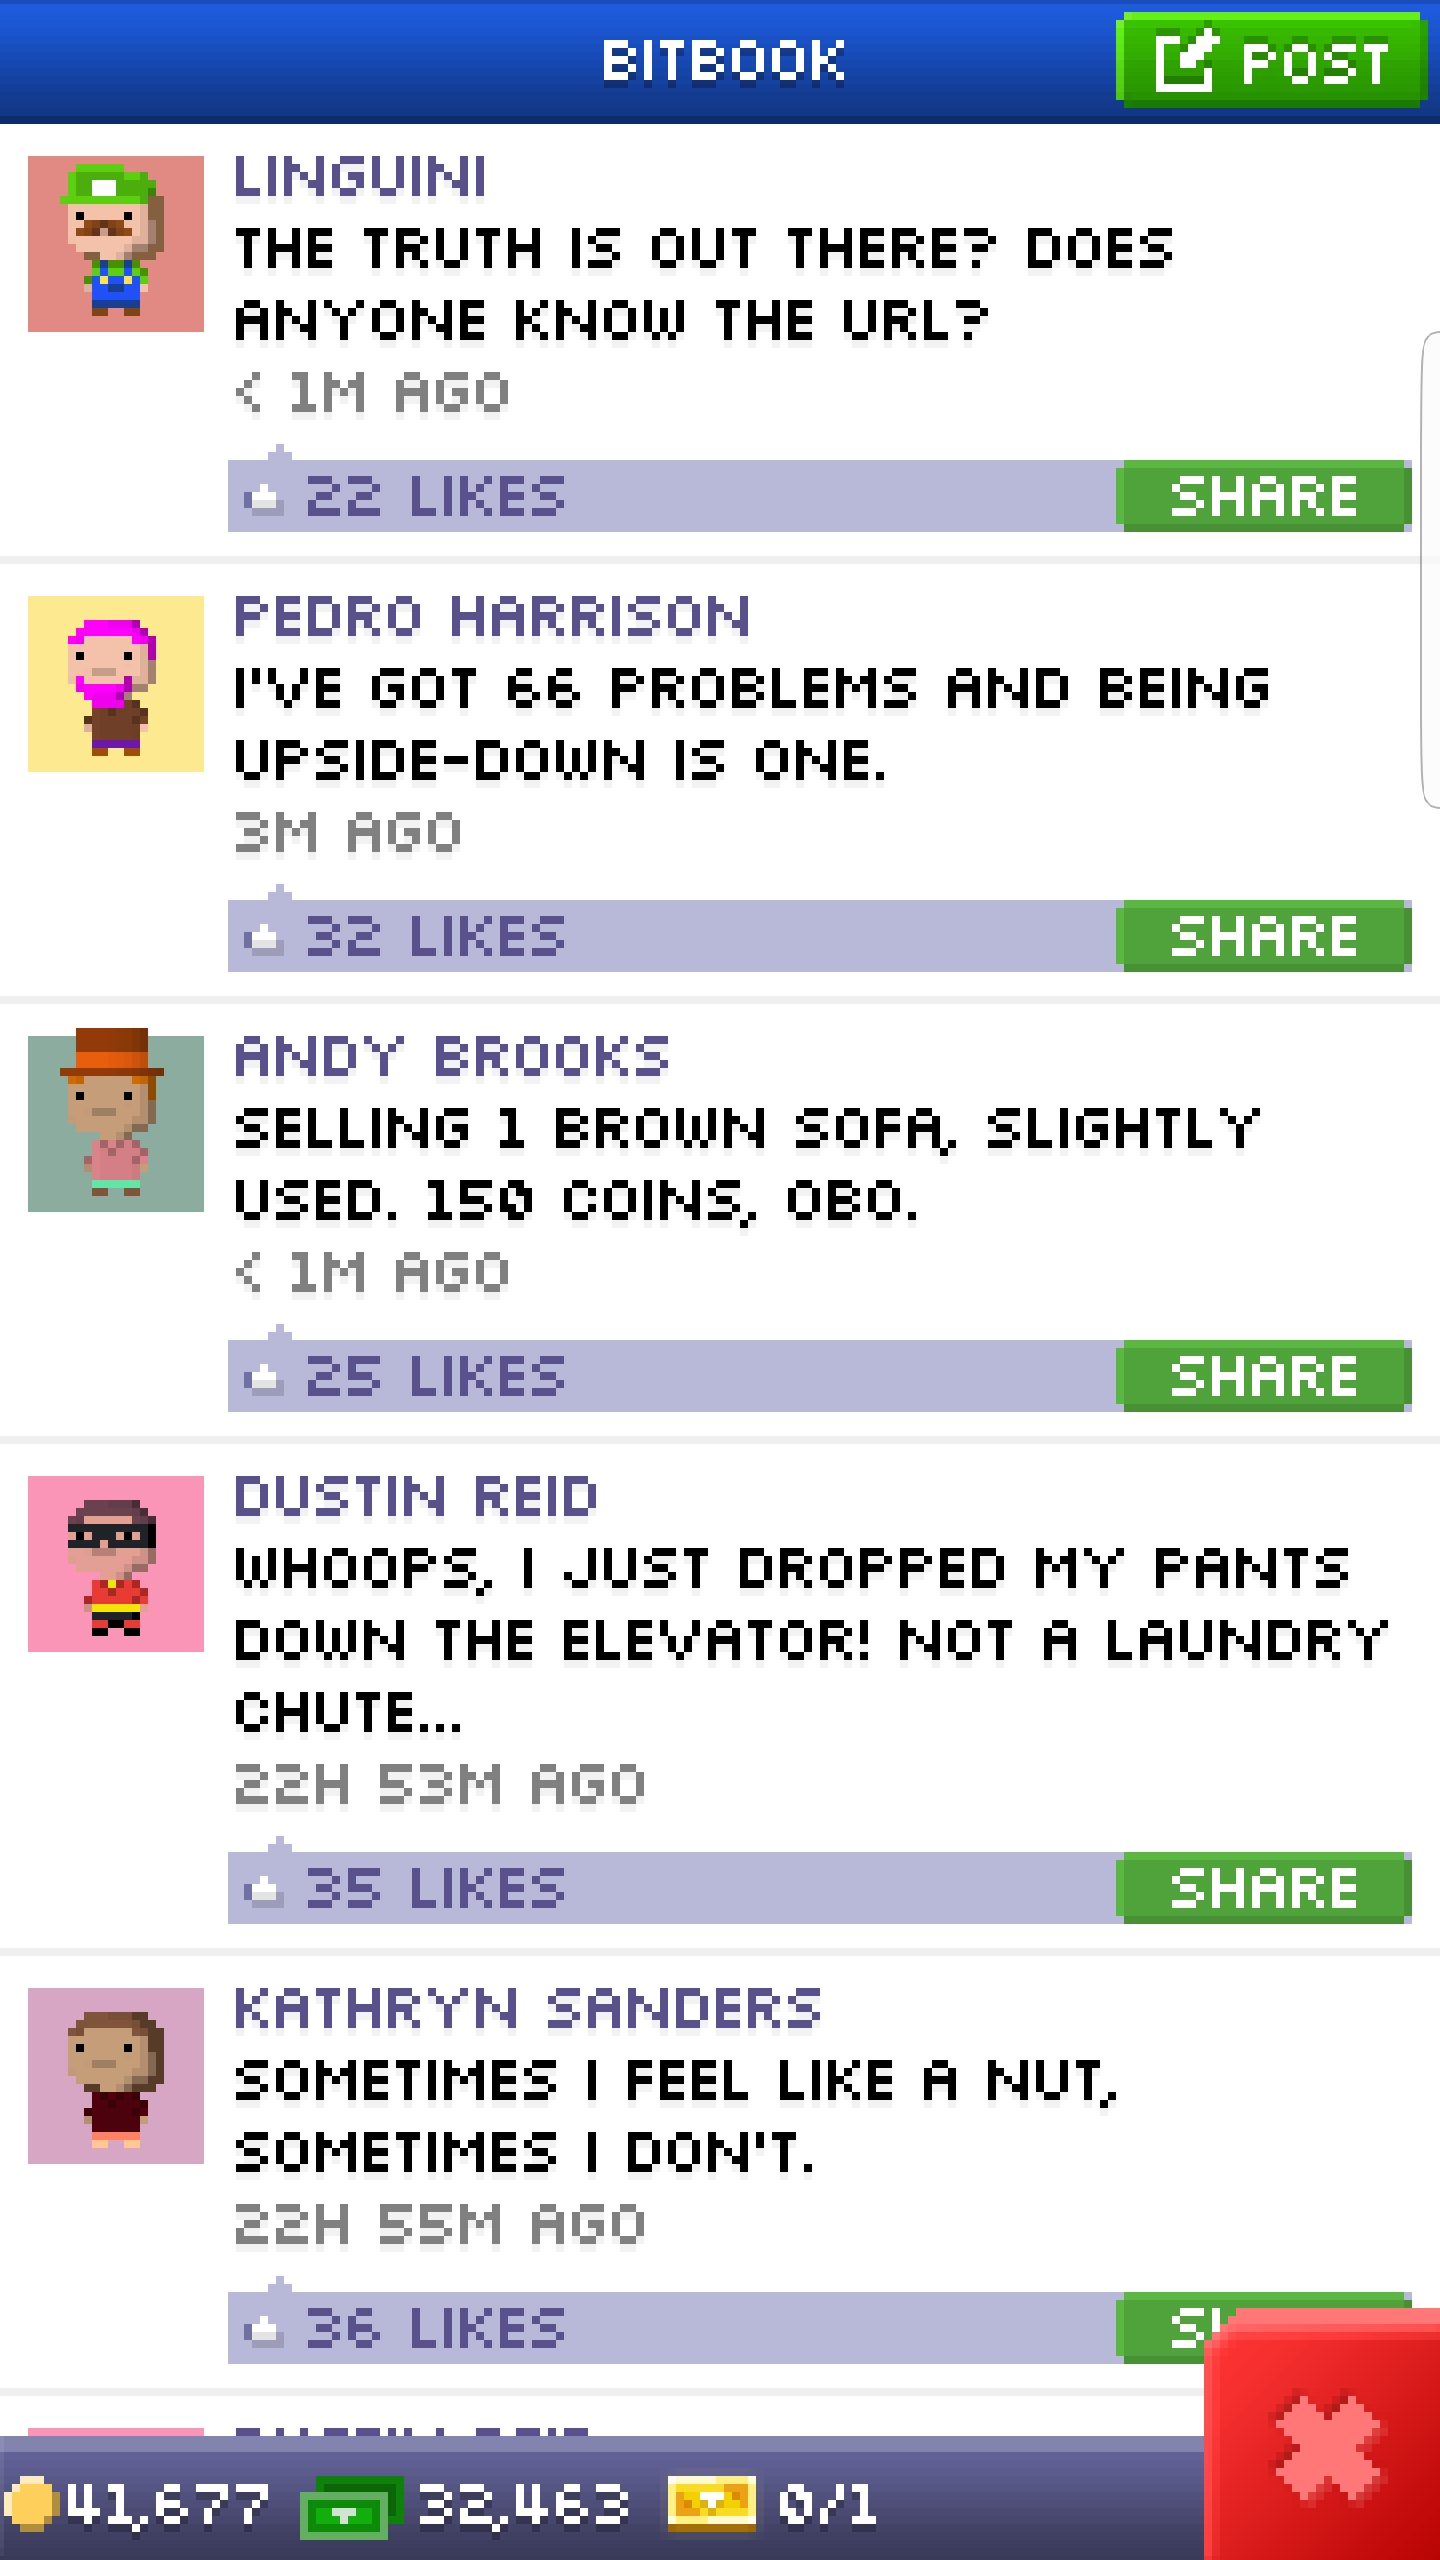 BITBOOK
POST
LINGUINI
THE TRUTH IS OUT THERE? DOES
ANYONE KNOW THE URL?
< 1M AGO
22 LIKES
SHARE
PEDRO HARRISON
I'VE GOT 66 PROBLEMS AND BEING
UPSIDE-DOWN IS ONE.
3M AGO
32 LIKES
SHARE
ANDY BROOKS
SELLING 1 BROWN SOFA, SLIGHTLY
USED. 150 COINS, OBO.
< 1M AGO
25 LIKES
SHARE
DUSTIN REID
WHOOPS, I JUST DROPPED MY PANTS
DOWN THE ELEVATOR! NOT A LAUNDRY
CHUTE...
22H 53M AGO
35 LIKES
SHARE
KATHRYN SANDERS
SOMETIMES I FEEL LIKE A NUT,
SOMETIMES I DON'T.
22H 55M AGO
36 LIKES
41,677
32,463
0/1